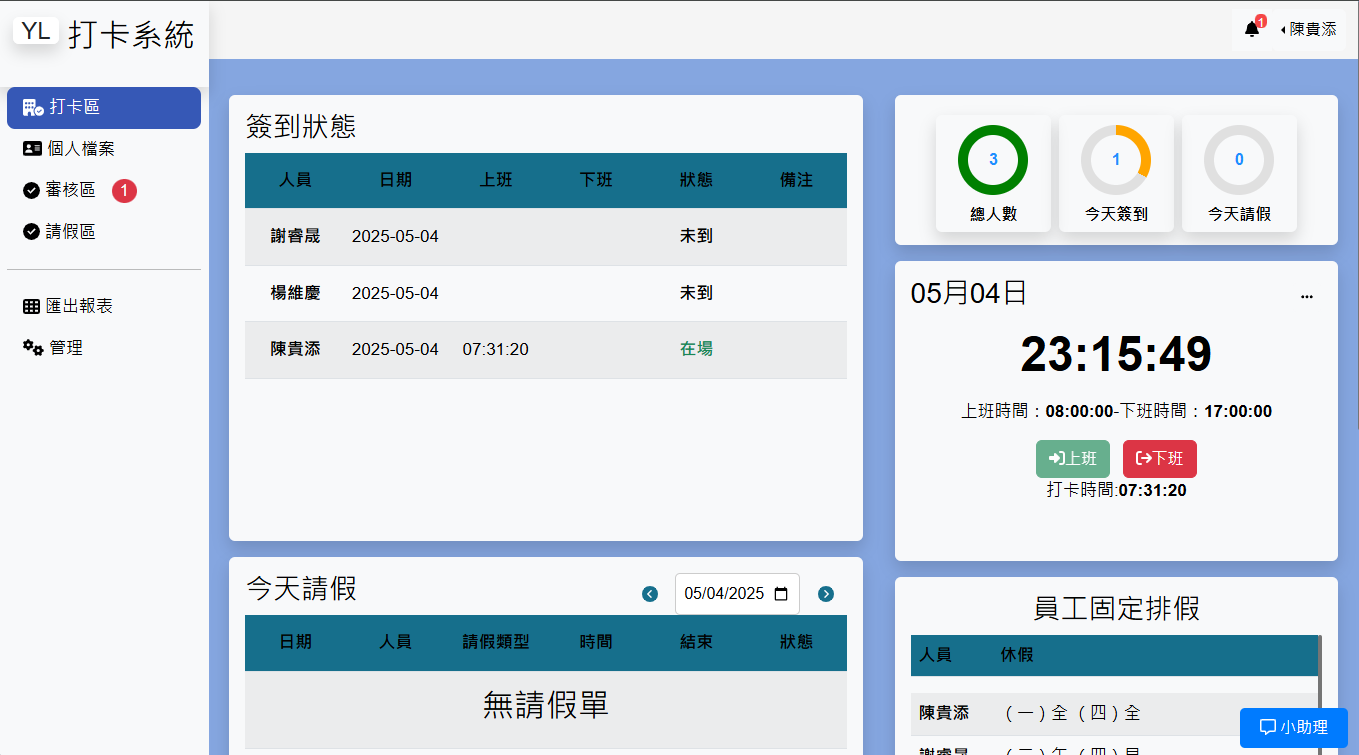 YL 打卡系統
1
陳貴添
打卡區
個人檔案
審核區 1
請假區
匯出報表
管理
簽到狀態
人員 日期 上班 下班 狀態 備注
謝睿晟 2025-05-04 未到
楊維慶 2025-05-04 未到
陳貴添 2025-05-04 07:31:20 在場
今天請假
05/04/2025
日期 人員 請假類型 時間 結束 狀態
無請假單
3 1 0
總人數 今天簽到 今天請假
05月04日
23:15:49
上班時間：08:00:00-下班時間：17:00:00
上班 下班
打卡時間:07:31:20
員工固定排假
人員 休假
陳貴添 （一）全（四）全
小助理